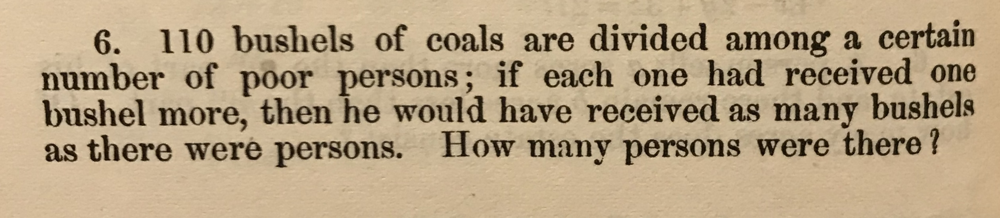 6. 110 bushels of coals are divided among a certain
number of poor persons; if each one had received one
bushel more, then he would have received as many bushels
as there were persons. How many persons were there?